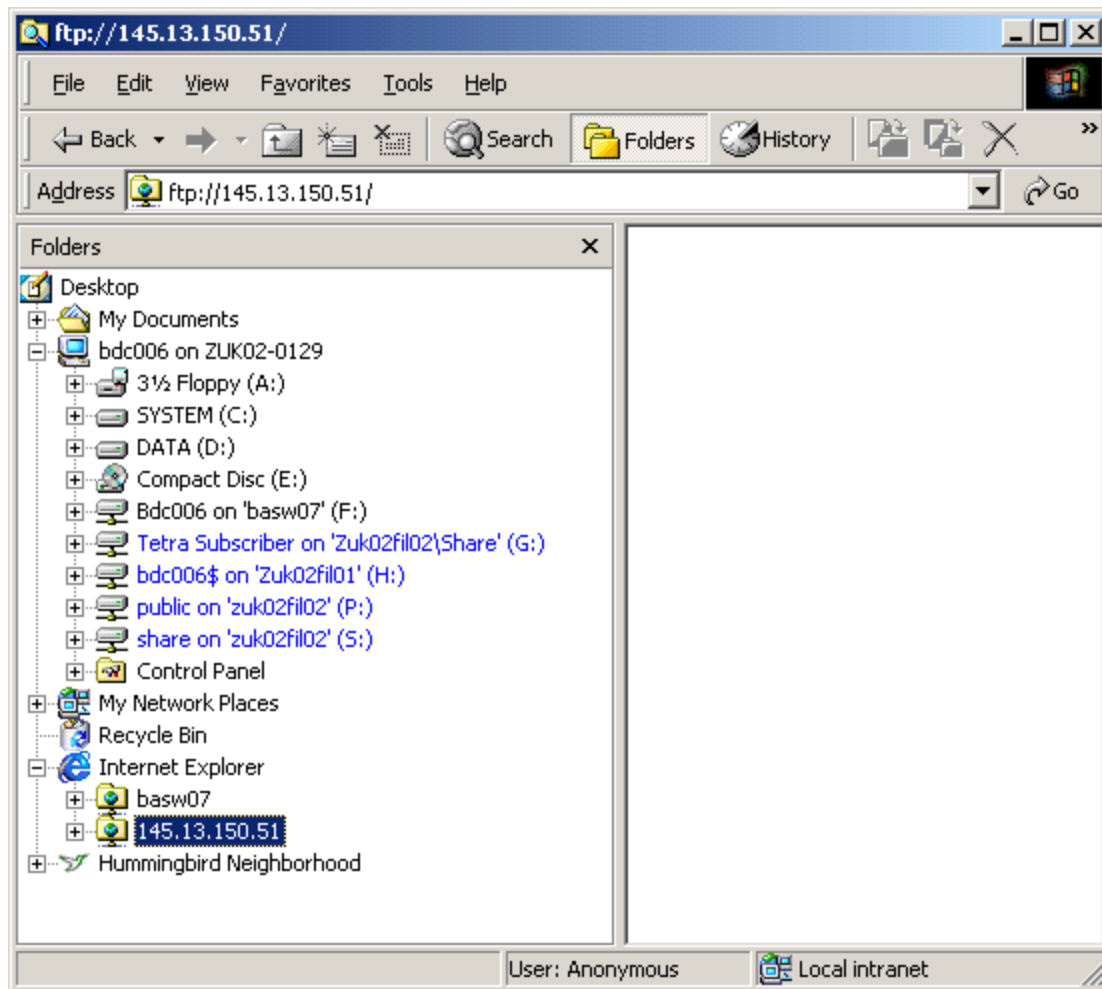 ftp://145.13.150.51/
File Edit View Favorites Tools Help
Back Search Folders History »
Address ftp://145.13.150.51/ Go
Folders
Desktop
My Documents
bdc006 on ZUK02-0129
3½ Floppy (A:)
SYSTEM (C:)
DATA (D:)
Compact Disc (E:)
Bdc006 on 'basw07' (F:)
Tetra Subscriber on 'Zuk02fil02\Share' (G:)
bdc006$ on 'Zuk02fil01' (H:)
public on 'zuk02fil02' (P:)
share on 'zuk02fil02' (S:)
Control Panel
My Network Places
Recycle Bin
Internet Explorer
basw07
145.13.150.51
Hummingbird Neighborhood
User: Anonymous Local intranet